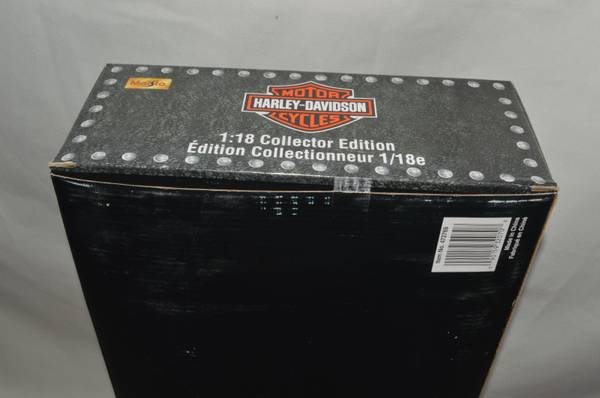 Maisto
MOTOR
HARLEY-DAVIDSON
CYCLES
1:18 Collector Edition
Édition Collectionneur 1/18e
Made in China
Fabriqué en Chine